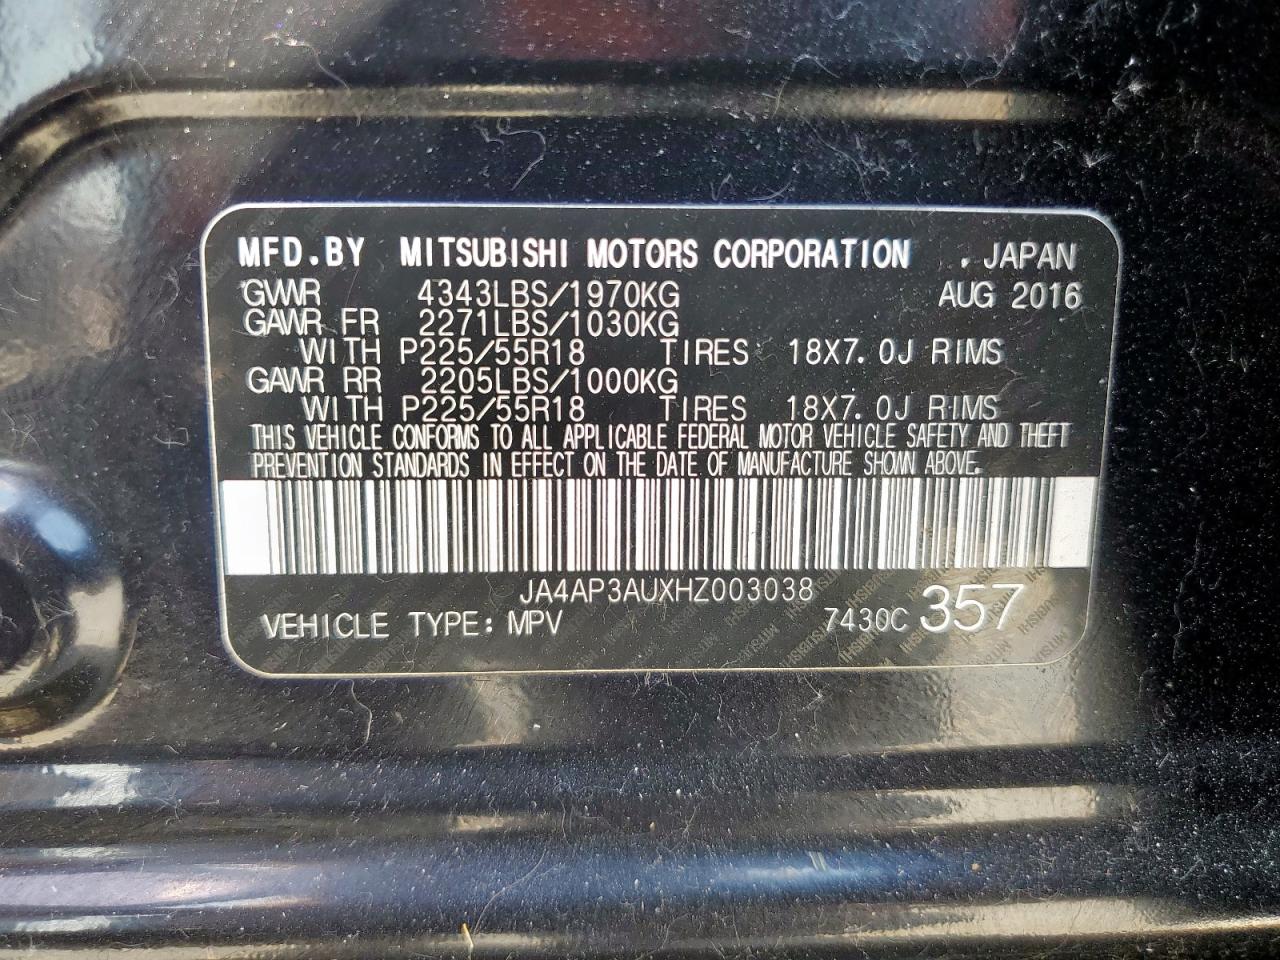 MFD.BY MITSUBISHI MOTORS CORPORATION . JAPAN
GVWR 4343LBS/1970KG AUG 2016
GAWR FR 2271LBS/1030KG
WITH P225/55R18 TIRES 18X7.0J RIMS
GAWR RR 2205LBS/1000KG
WITH P225/55R18 TIRES 18X7.0J RIMS
THIS VEHICLE CONFORMS TO ALL APPLICABLE FEDERAL MOTOR VEHICLE SAFETY AND THEFT
PREVENTION STANDARDS IN EFFECT ON THE DATE OF MANUFACTURE SHOWN ABOVE.
JA4AP3AUXHZ003038
VEHICLE TYPE: MPV 7430C 357